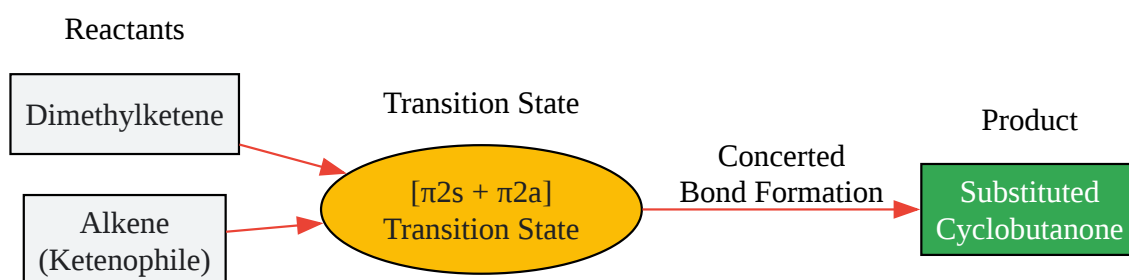 Reactants
Dimethylketene
Alkene
(Ketenophile)
Transition State
[π2s + π2a]
Transition State
Concerted
Bond Formation
Product
Substituted
Cyclobutanone